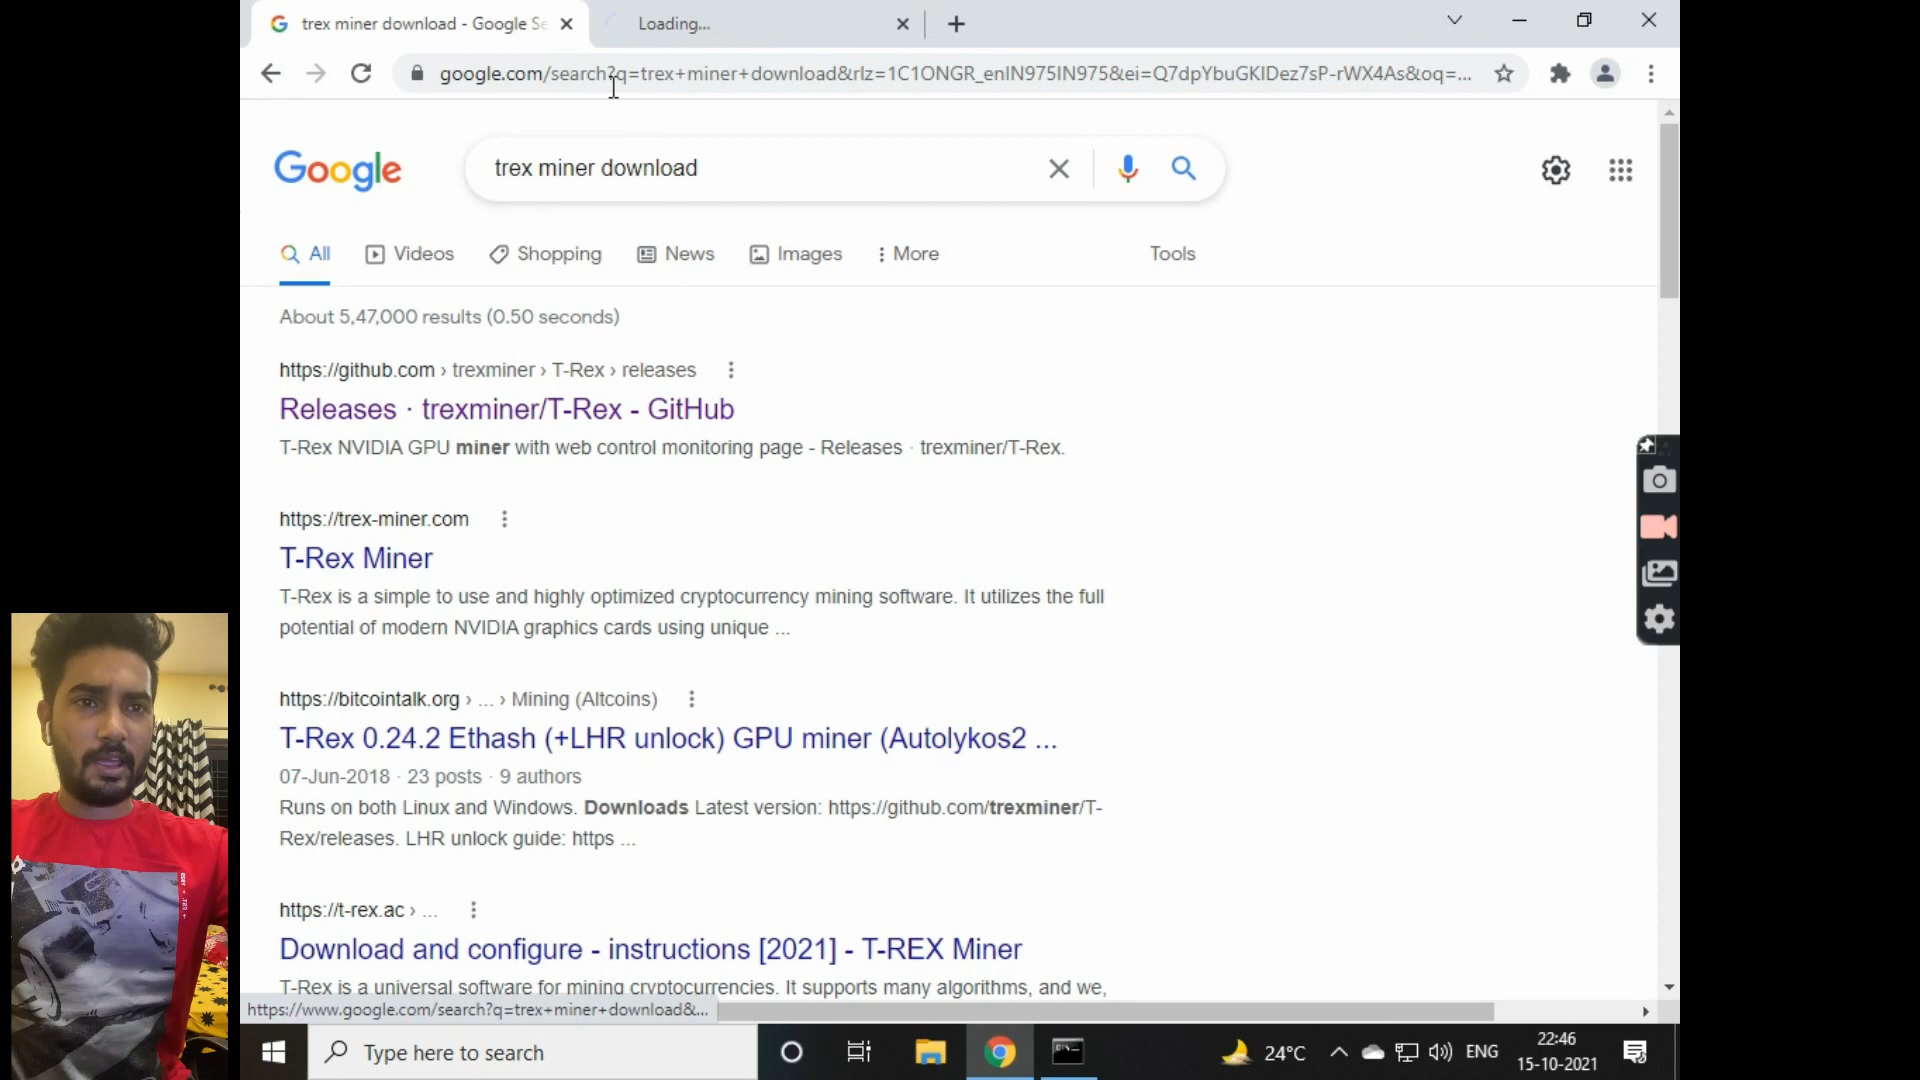 trex miner download - Google Se
Loading...
google.com/search?q=trex+miner+download&rlz=1C1ONGR_enIN975IN975&ei=Q7dpYbuGKIDez7sP-rWX4As&oq=...
Google
trex miner download
All
Videos
Shopping
News
Images
More
Tools
About 5,47,000 results (0.50 seconds)
https://github.com › trexminer › T-Rex › releases
Releases · trexminer/T-Rex - GitHub
T-Rex NVIDIA GPU miner with web control monitoring page - Releases · trexminer/T-Rex.
https://trex-miner.com
T-Rex Miner
T-Rex is a simple to use and highly optimized cryptocurrency mining software. It utilizes the full
potential of modern NVIDIA graphics cards using unique ...
https://bitcointalk.org › ... › Mining (Altcoins)
T-Rex 0.24.2 Ethash (+LHR unlock) GPU miner (Autolykos2 ...
07-Jun-2018 · 23 posts · 9 authors
Runs on both Linux and Windows. Downloads Latest version: https://github.com/trexminer/T-
Rex/releases. LHR unlock guide: https ...
https://t-rex.ac › ...
Download and configure - instructions [2021] - T-REX Miner
T-Rex is a universal software for mining cryptocurrencies. It supports many algorithms, and we,
https://www.google.com/search?q=trex+miner+download&...
Type here to search
24°C
ENG
22:46
15-10-2021